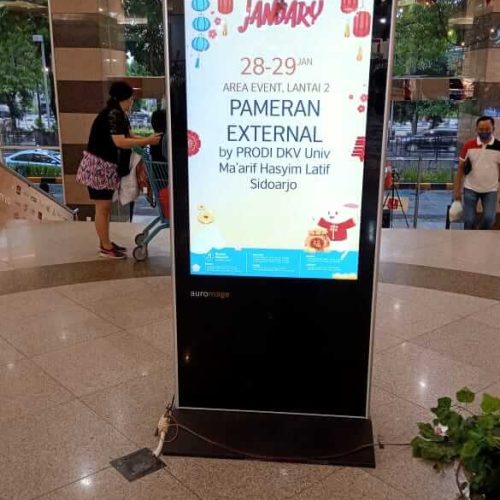 JANUARY
28-29 JAN
AREA EVENT, LANTAI 2
PAMERAN
EXTERNAL
by PRODI DKV Univ
Ma'arif Hasyim Latif
Sidoarjo
auromage